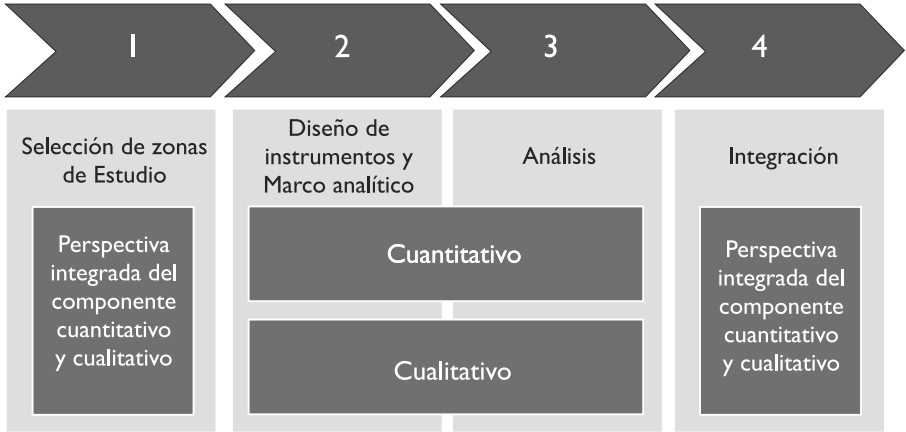 1
2
3
4
Selección de zonas
de Estudio
Perspectiva
integrada del
componente
cuantitativo
y cualitativo
Diseño de
instrumentos y
Marco analítico
Análisis
Cuantitativo
Cualitativo
Integración
Perspectiva
integrada del
componente
cuantitativo
y cualitativo